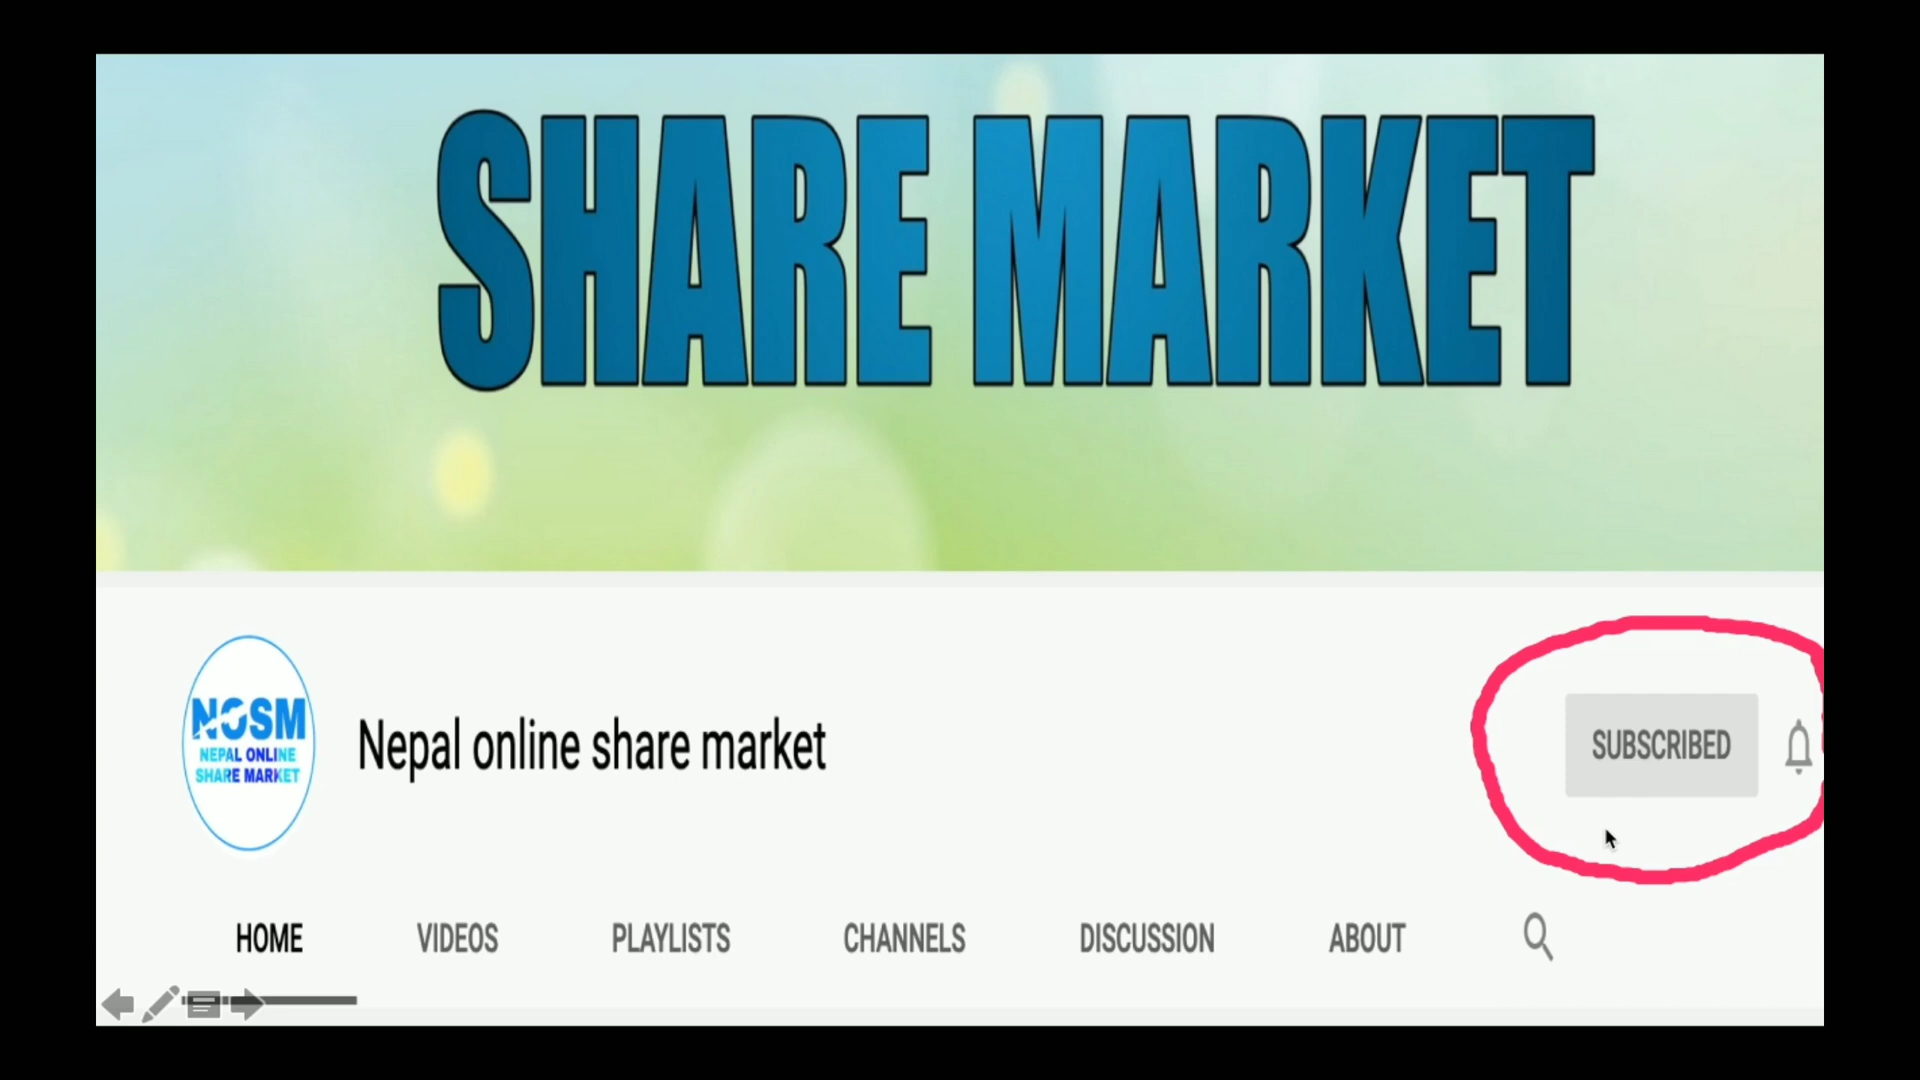 SHARE MARKET
NOSM
NEPAL ONLINE
SHARE MARKET
Nepal online share market
SUBSCRIBED
HOME VIDEOS PLAYLISTS CHANNELS DISCUSSION ABOUT